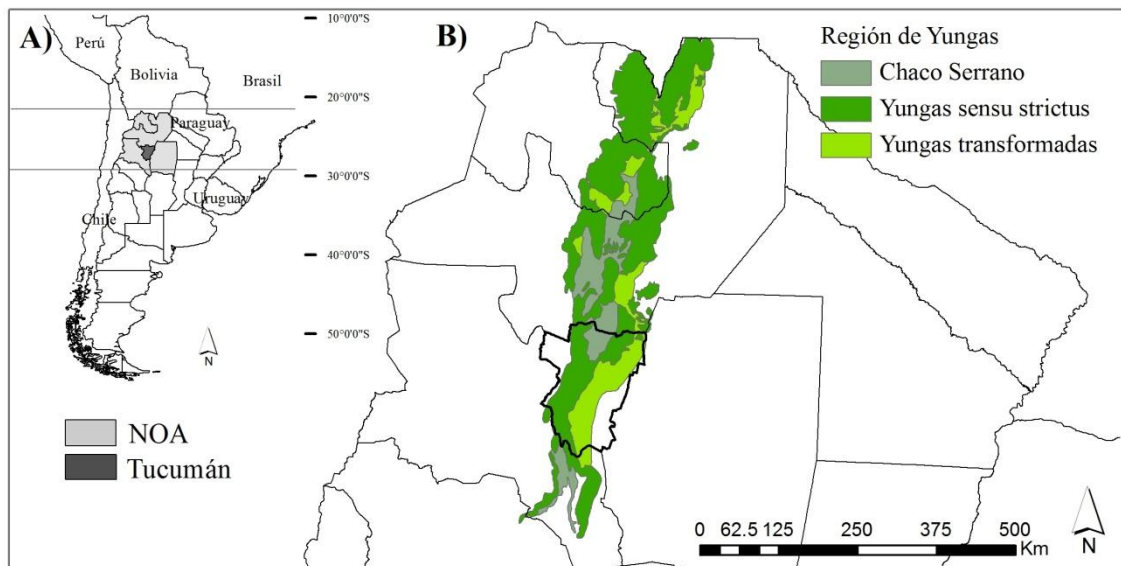 A)
Perú
Bolivia
Brasil
Paraguay
Uruguay
Chile
N
NOA
Tucumán
10°0'0"S
20°0'0"S
30°0'0"S
40°0'0"S
50°0'0"S
B)
Región de Yungas
Chaco Serrano
Yungas sensu strictus
Yungas transformadas
0 62.5 125 250 375 500
Km
N